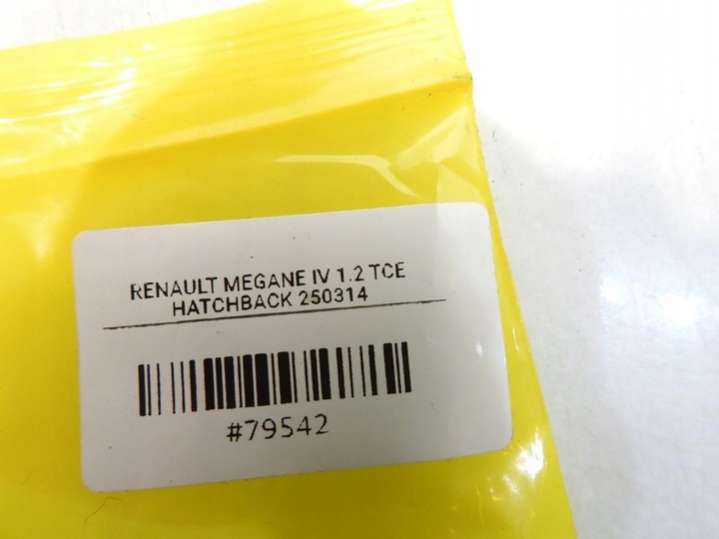 RENAULT MEGANE IV 1.2 TCE
HATCHBACK 250314
#79542